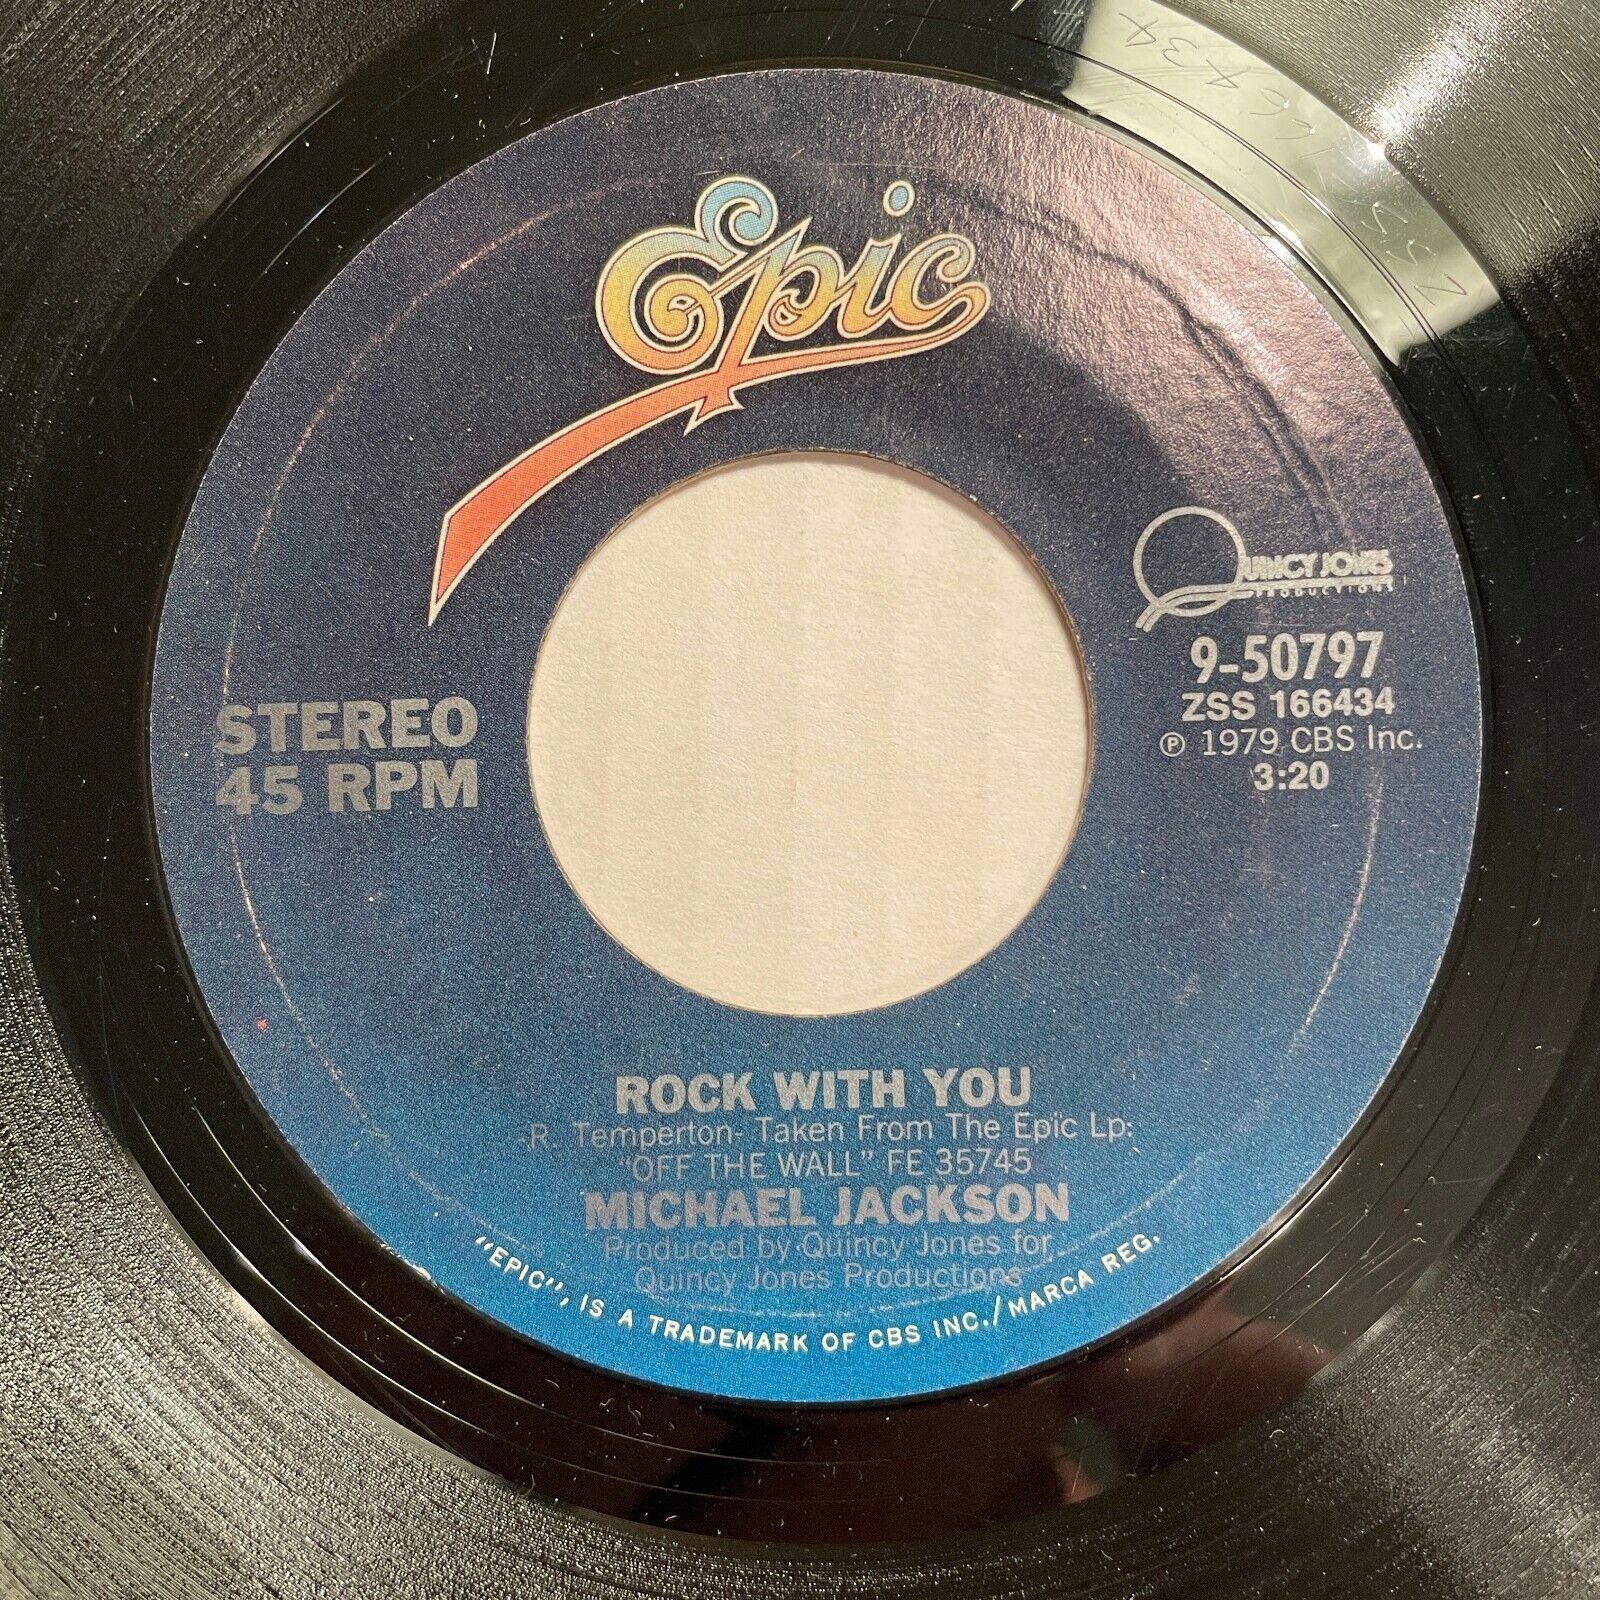 Epic
QUINCY JONES
PRODUCTIONS
9-50797
ZSS 166434
℗ 1979 CBS Inc.
3:20
STEREO
45 RPM
ROCK WITH YOU
-R. Temperton- Taken From The Epic Lp:
"OFF THE WALL" FE 35745
MICHAEL JACKSON
Produced by Quincy Jones for
Quincy Jones Productions
"EPIC", IS A TRADEMARK OF CBS INC./MARCA REG.